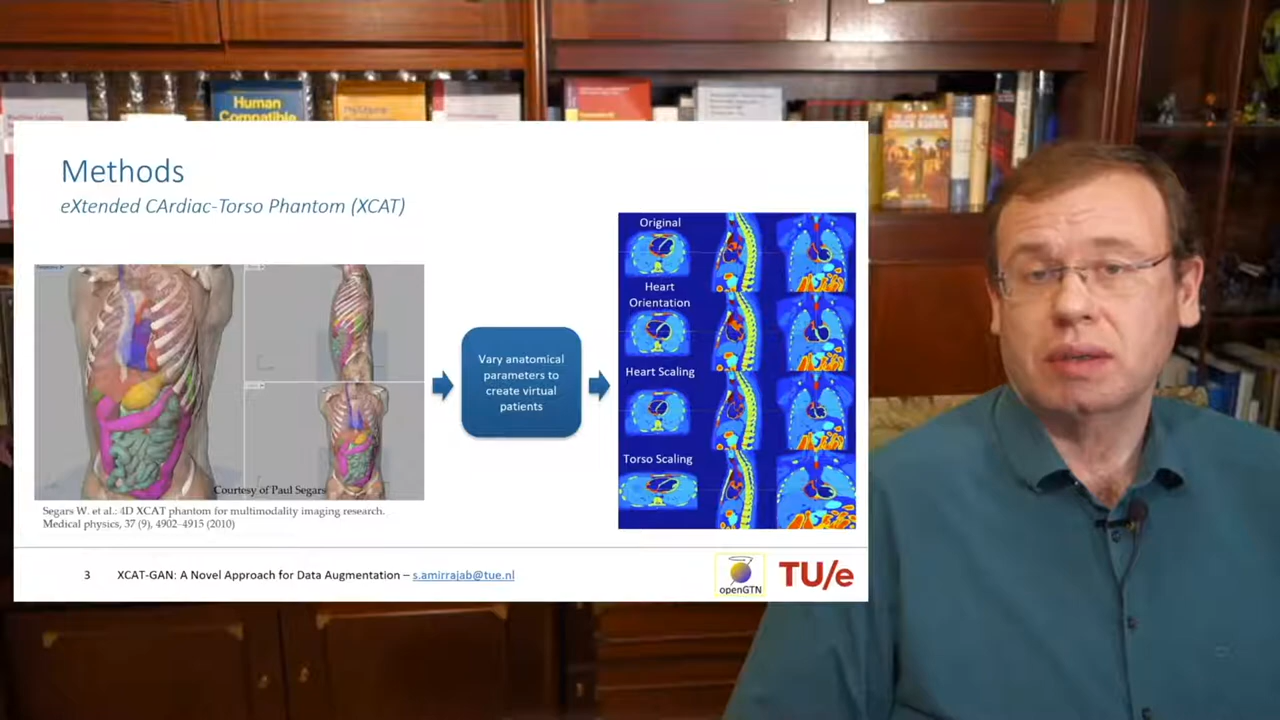 Human
Compatible
Methods
eXtended CArdiac-Torso Phantom (XCAT)
Original
Heart
Orientation
Heart Scaling
Torso Scaling
Vary anatomical
parameters to
create virtual
patients
Courtesy of Paul Segars
Segars W. et al.: 4D XCAT phantom for multimodality imaging research.
Medical physics, 37 (9), 4902–4915 (2010)
3 XCAT-GAN: A Novel Approach for Data Augmentation – s.amirrajab@tue.nl
openGTN
TU/e